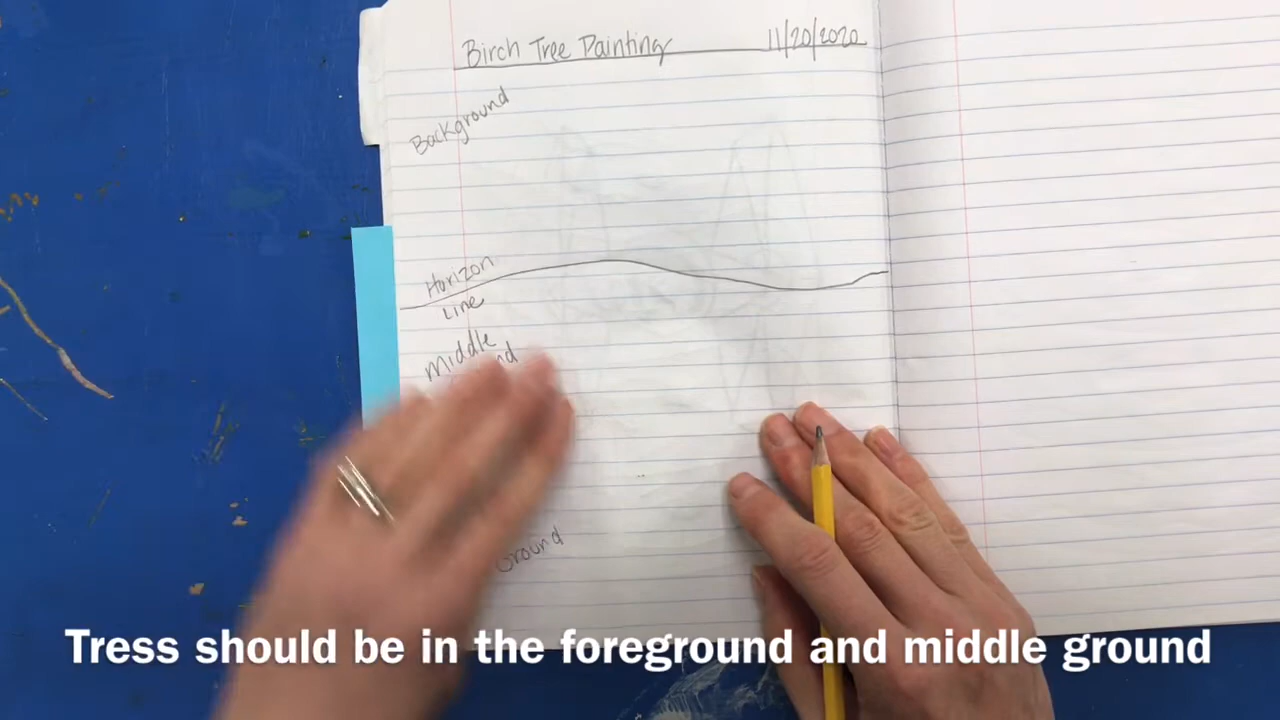 Birch Tree Painting 11/20/2020
Background
Horizon
Line
Middle
Ground
Tress should be in the foreground and middle ground